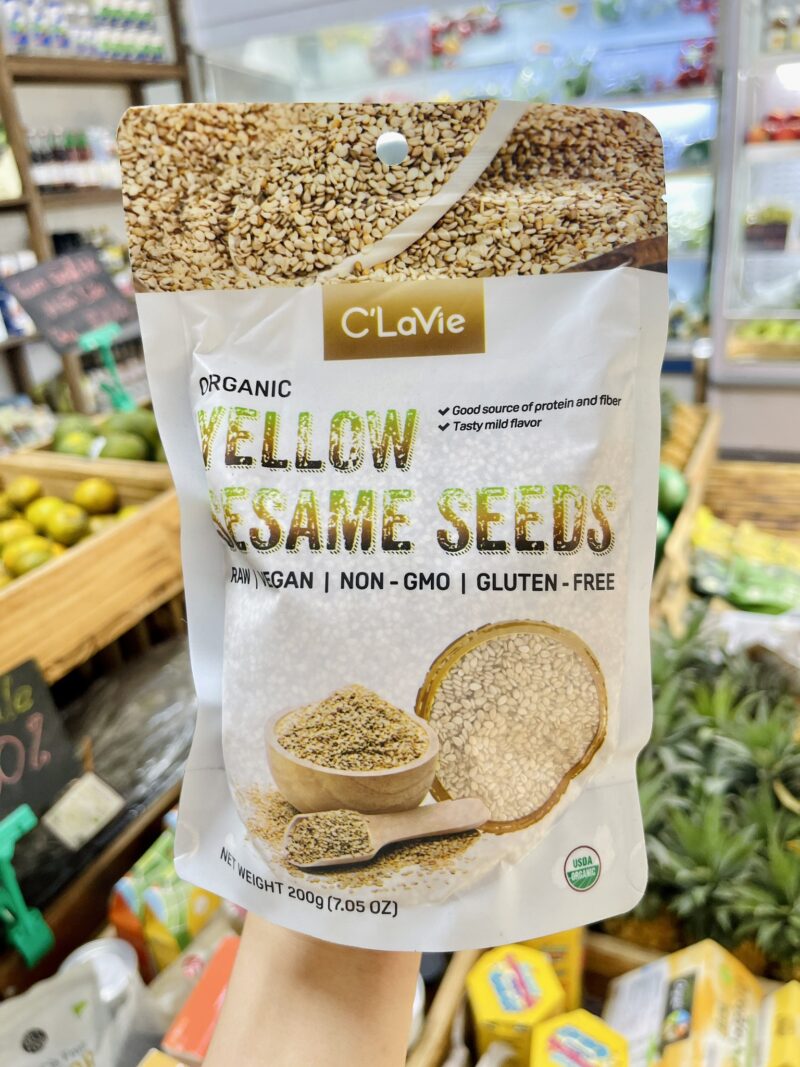 C'LaVie
ORGANIC
YELLOW
SESAME SEEDS
✓ Good source of protein and fiber
✓ Tasty mild flavor
RAW | VEGAN | NON - GMO | GLUTEN - FREE
NET WEIGHT 200g (7.05 OZ)
USDA
ORGANIC